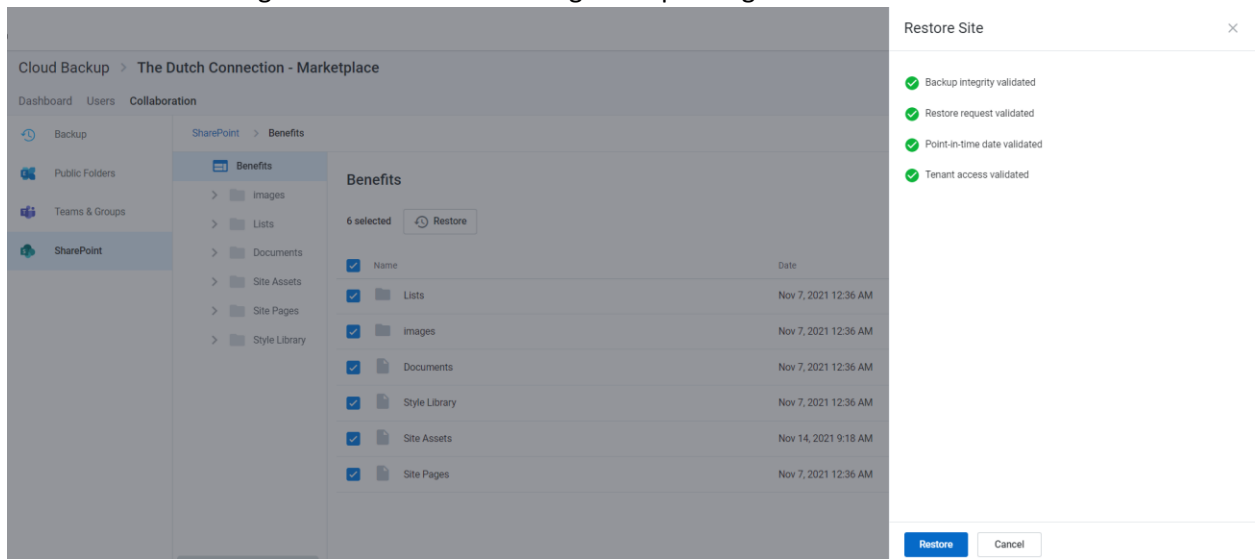 Cloud Backup > The Dutch Connection - Marketplace
Dashboard Users Collaboration
Backup
Public Folders
Teams & Groups
SharePoint
SharePoint > Benefits
Benefits
images
Lists
Documents
Site Assets
Site Pages
Style Library
Benefits
6 selected Restore
Name Date
Lists Nov 7, 2021 12:36 AM
images Nov 7, 2021 12:36 AM
Documents Nov 7, 2021 12:36 AM
Style Library Nov 7, 2021 12:36 AM
Site Assets Nov 14, 2021 9:18 AM
Site Pages Nov 7, 2021 12:36 AM
Restore Site
Backup integrity validated
Restore request validated
Point-in-time date validated
Tenant access validated
Restore Cancel